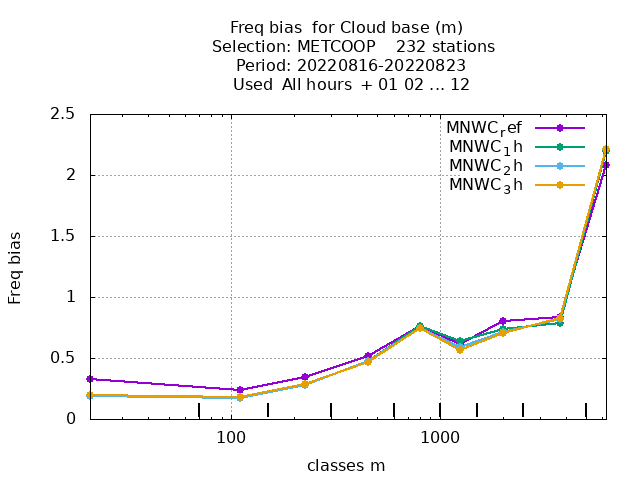 Freq bias  for Cloud base (m)
Selection: METCOOP    232 stations
Period: 20220816-20220823
Used  All hours  + 01 02 ... 12
MNWC_ref
MNWC_1h
MNWC_2h
MNWC_3h
2.5
2
1.5
1
0.5
0
Freq bias
100
1000
classes m